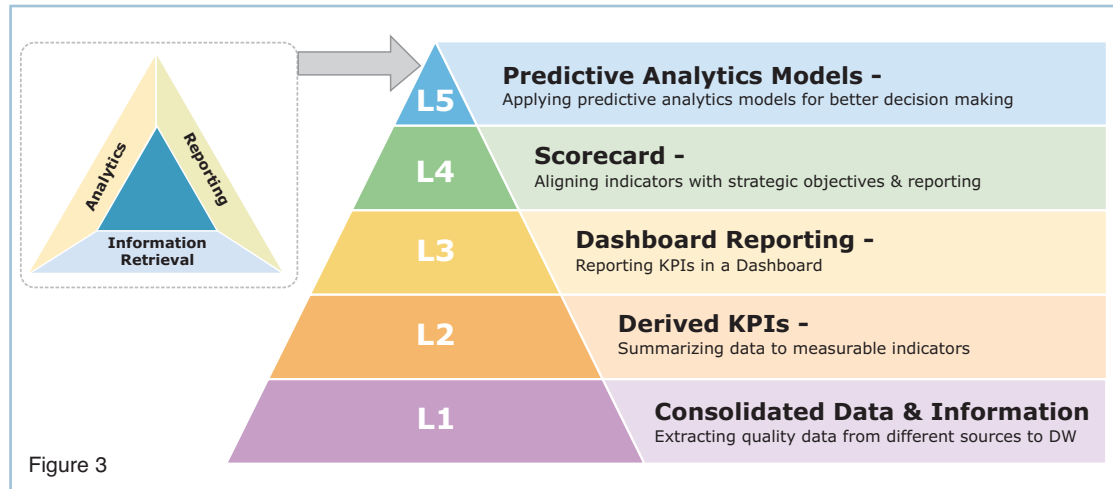 Analytics
Reporting
Information
Retrieval
L5
Predictive Analytics Models -
Applying predictive analytics models for better decision making
L4
Scorecard -
Aligning indicators with strategic objectives & reporting
L3
Dashboard Reporting -
Reporting KPIs in a Dashboard
L2
Derived KPIs -
Summarizing data to measurable indicators
L1
Consolidated Data & Information
Extracting quality data from different sources to DW
Figure 3